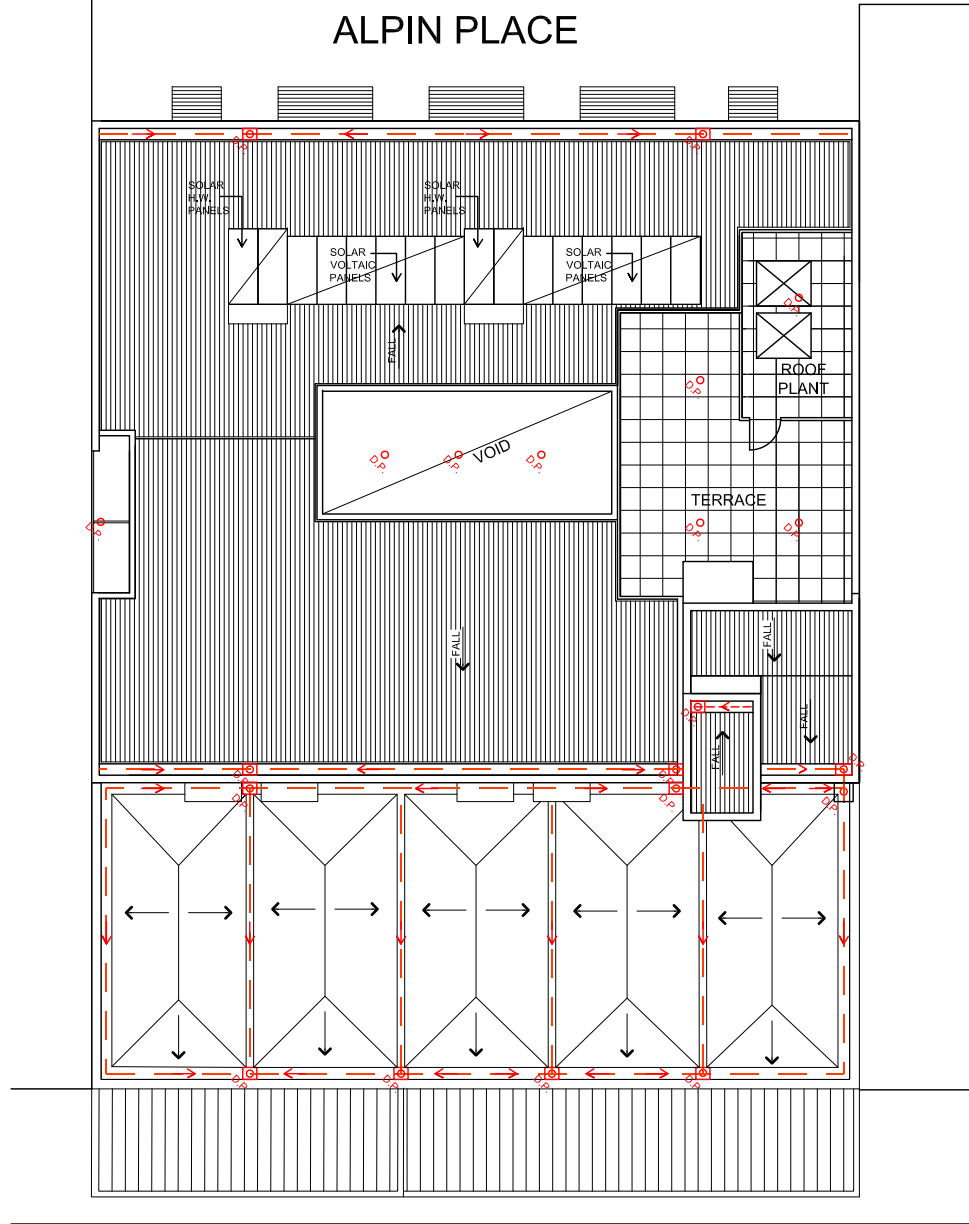 ALPIN PLACE
D.P.
D.P.
SOLAR
H.W.
PANELS
SOLAR
H.W.
PANELS
SOLAR
VOLTAIC
PANELS
SOLAR
VOLTAIC
PANELS
D.P.
FALL
ROOF
PLANT
D.P.
VOID
D.P.
D.P.
D.P.
TERRACE
D.P.
D.P.
D.P.
FALL
FALL
FALL
D.P.
FALL
D.P.
D.P.
D.P.
D.P.
D.P.
D.P.
D.P.
D.P.
D.P.
D.P.